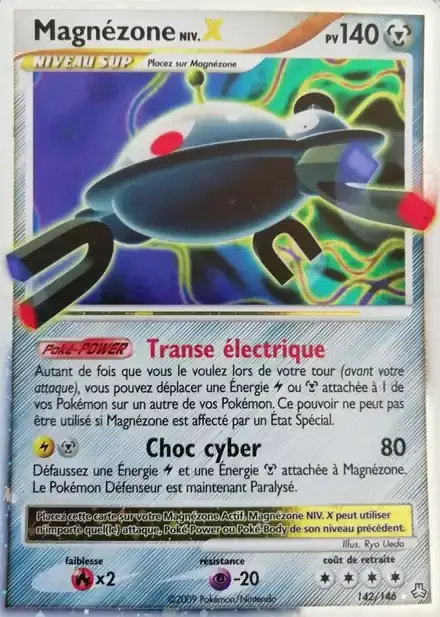 Magnézone NIV. X PV 140
NIVEAU SUP Placez sur Magnézone
Poké-POWER Transe électrique
Autant de fois que vous le voulez lors de votre tour (avant votre
attaque), vous pouvez déplacer une Énergie ou attachée à 1 de
vos Pokémon sur un autre de vos Pokémon. Ce pouvoir ne peut pas
être utilisé si Magnézone est affecté par un État Spécial.
Choc cyber 80
Défaussez une Énergie et une Énergie attachée à Magnézone.
Le Pokémon Défenseur est maintenant Paralysé.
Placez cette carte sur votre Magnézone Actif. Magnézone NIV. X peut utiliser
n'importe quel(le) attaque, Poké-Power ou Poké-Body de son niveau précédent.
Illus. Ryo Ueda
faiblesse résistance coût de retraite
x2 -20
©2009 Pokémon/Nintendo 142/146